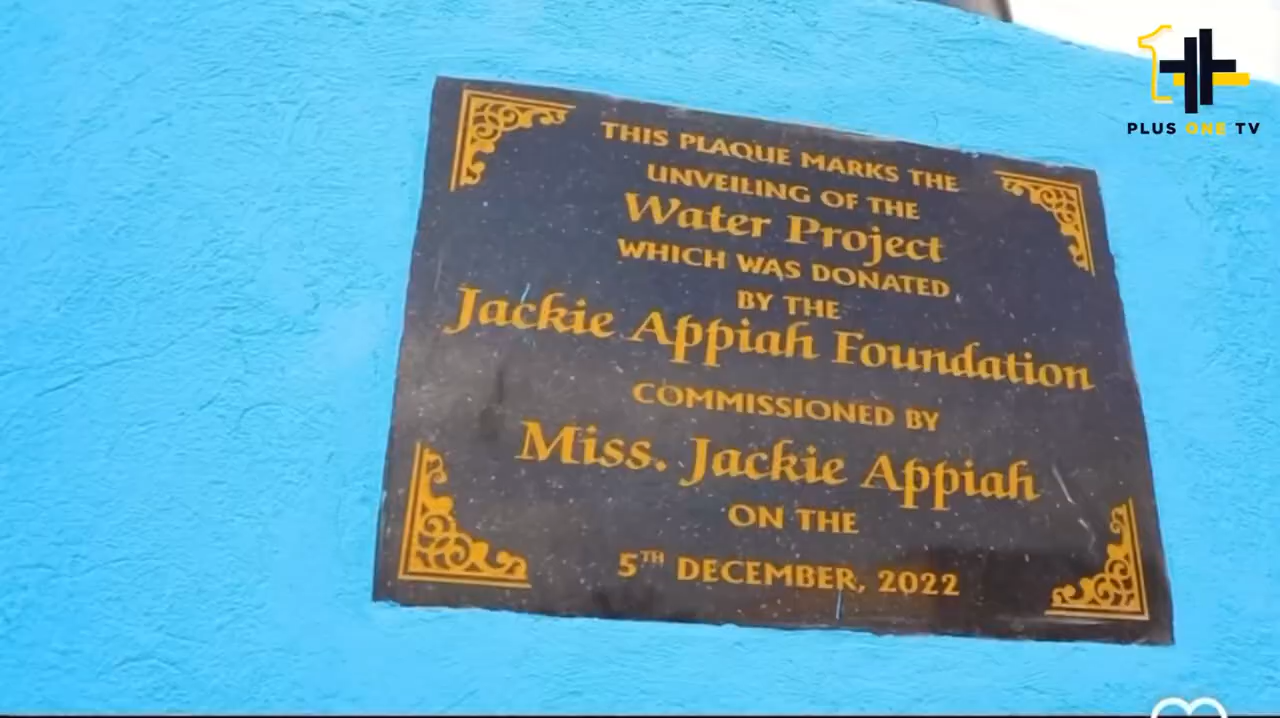 THIS PLAQUE MARKS THE
UNVEILING OF THE
Water Project
WHICH WAS DONATED
BY THE
Jackie Appiah Foundation
COMMISSIONED BY
Miss. Jackie Appiah
ON THE
5TH DECEMBER, 2022
1
PLUS ONE TV